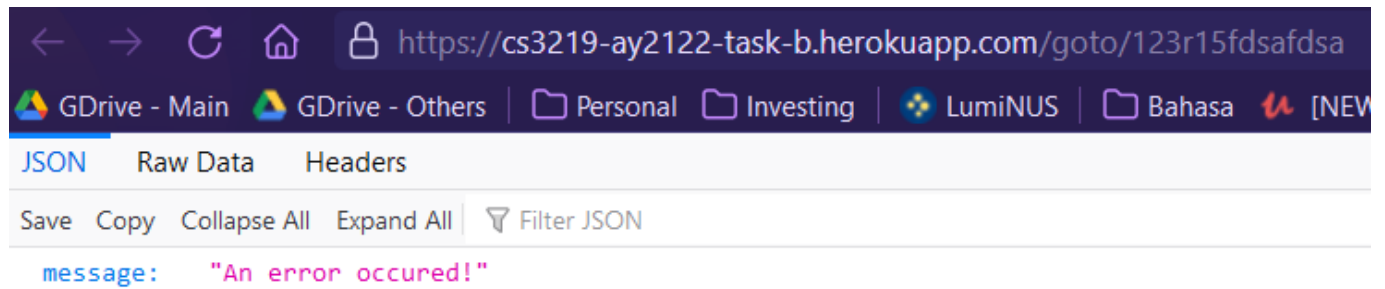 https://cs3219-ay2122-task-b.herokuapp.com/goto/123r15fdsafdsa
GDrive - Main GDrive - Others Personal Investing LumiNUS Bahasa [NEW
JSON Raw Data Headers
Save Copy Collapse All Expand All Filter JSON
message: "An error occured!"